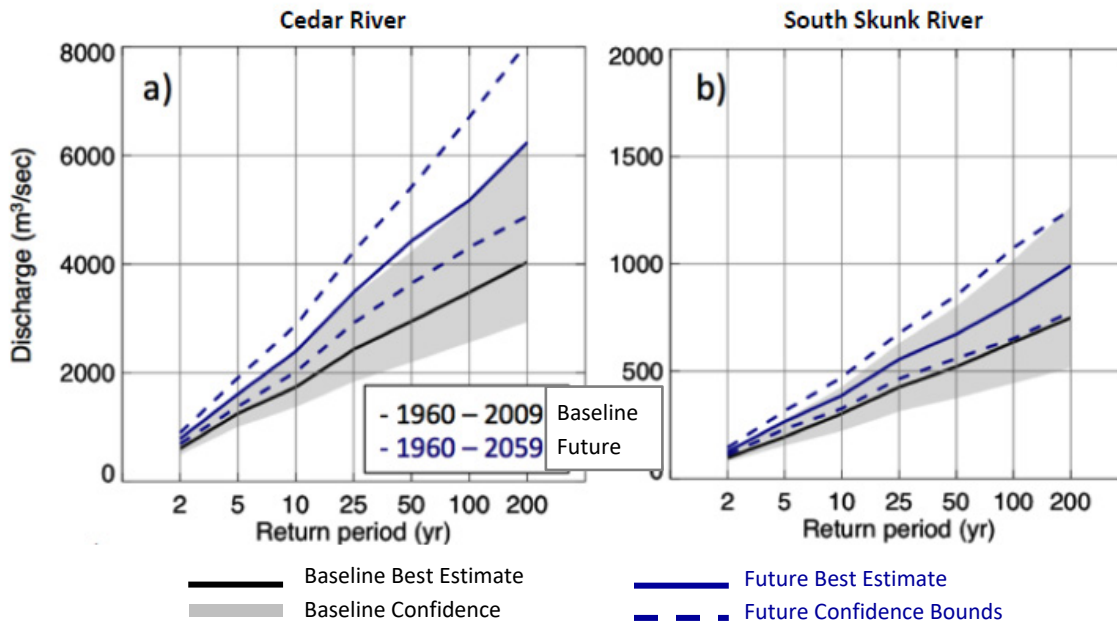 Cedar River
South Skunk River
8000
6000
4000
2000
0
Discharge (m³/sec)
a)
- 1960 – 2009 Baseline
- 1960 – 2059 Future
2 5 10 25 50 100 200
Return period (yr)
2000
1500
1000
500
b)
2 5 10 25 50 100 200
Return period (yr)
Baseline Best Estimate
Future Best Estimate
Baseline Confidence
Future Confidence Bounds